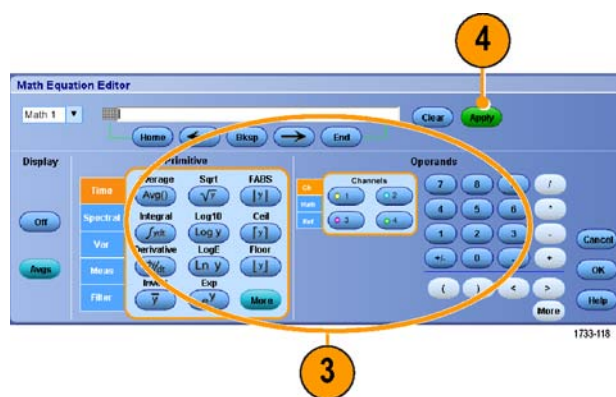 4
Math Equation Editor
Math 1
Clear
Apply
Home
Bksp
End
Display
Primitive
Operands
Off
Avgs
Time
Spectral
Var
Meas
Filter
Average
Sqrt
FABS
Avg()
√y
|y|
Integral
Log10
Ceil
∫ydt
Log y
⌈y⌉
Derivative
LogE
Floor
Ln y
⌊y⌋
Invert
Exp
More
Ch
Math
Ref
Channels
1
2
3
4
7
8
/
4
5
6
*
1
2
3
-
+/-
0
.
+
(
)
<
>
More
Cancel
OK
Help
1733-118
3